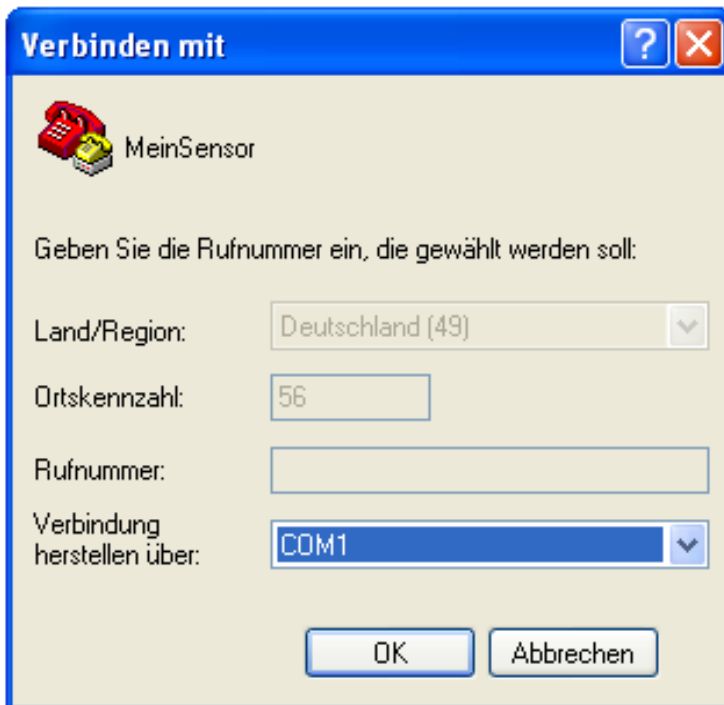 Verbinden mit
MeinSensor
Geben Sie die Rufnummer ein, die gewählt werden soll:
Land/Region:
Deutschland (49)
Ortskennzahl:
56
Rufnummer:
Verbindung
herstellen über:
COM1
OK
Abbrechen